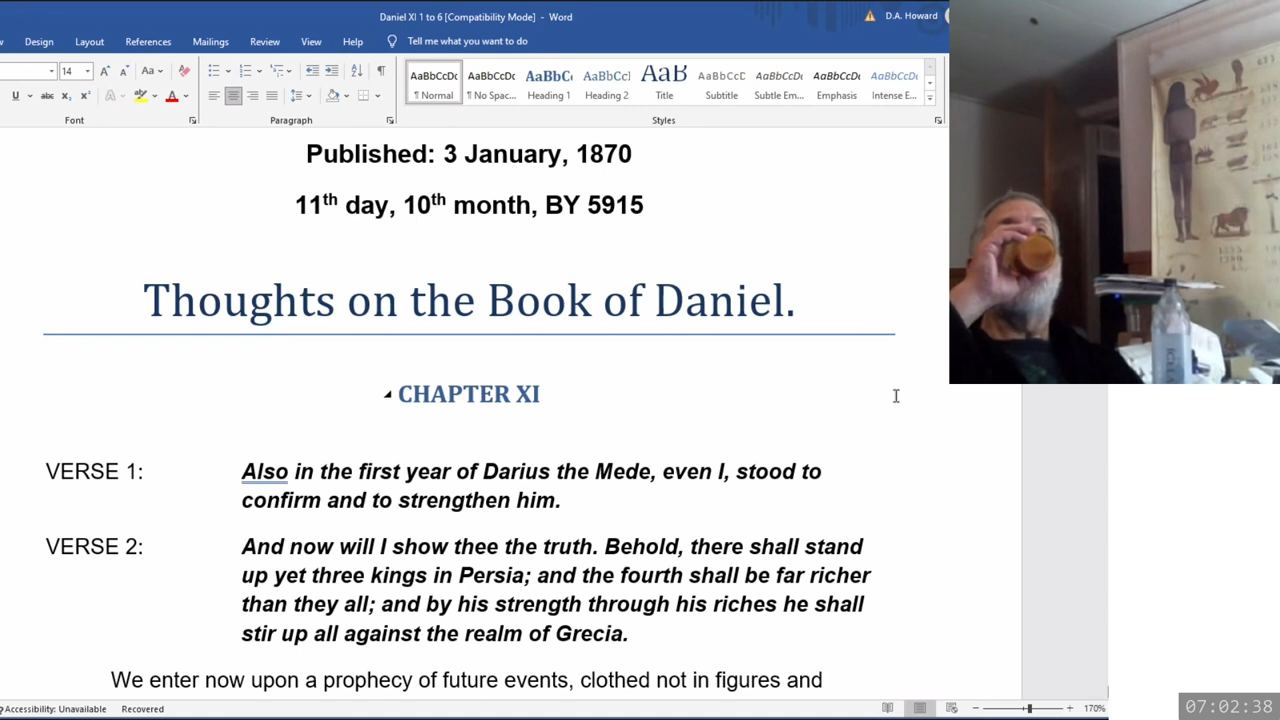 Daniel XI 1 to 6 [Compatibility Mode] - Word
D.A. Howard
Design Layout References Mailings Review View Help Tell me what you want to do
14 Aa
AaBbCcDc AaBbCcDc AaBbC AaBbCcC AaB AaBbCcD AaBbCcDc AaBbCcDc AaBbCcDc
¶ Normal ¶ No Spac... Heading 1 Heading 2 Title Subtitle Subtle Em... Emphasis Intense E...
Font Paragraph Styles
Published: 3 January, 1870
11th day, 10th month, BY 5915
Thoughts on the Book of Daniel.
CHAPTER XI
VERSE 1: Also in the first year of Darius the Mede, even I, stood to
confirm and to strengthen him.
VERSE 2: And now will I show thee the truth. Behold, there shall stand
up yet three kings in Persia; and the fourth shall be far richer
than they all; and by his strength through his riches he shall
stir up all against the realm of Grecia.
We enter now upon a prophecy of future events, clothed not in figures and
Accessibility: Unavailable Recovered 170%
07:02:38